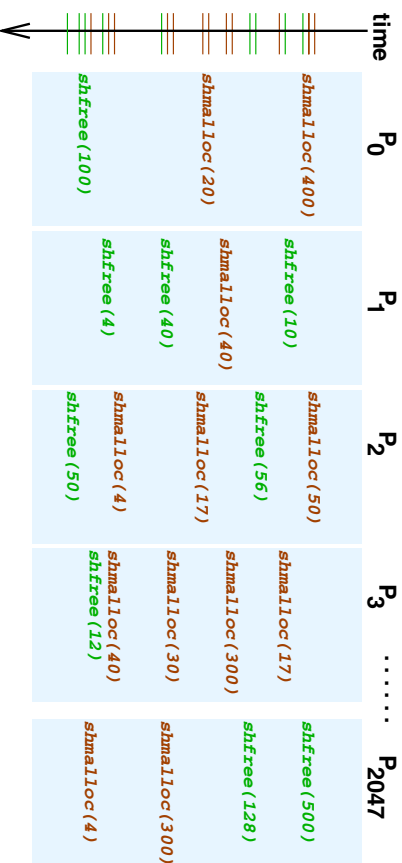 time P0 P1 P2 P3 ...... P2047
shmalloc(400)
shmalloc(20)
shfree(100)
shfree(10)
shmalloc(40)
shfree(40)
shfree(4)
shmalloc(50)
shfree(56)
shmalloc(17)
shmalloc(4)
shfree(50)
shmalloc(17)
shmalloc(300)
shmalloc(30)
shmalloc(40)
shfree(12)
shfree(500)
shfree(128)
shmalloc(300)
shmalloc(4)